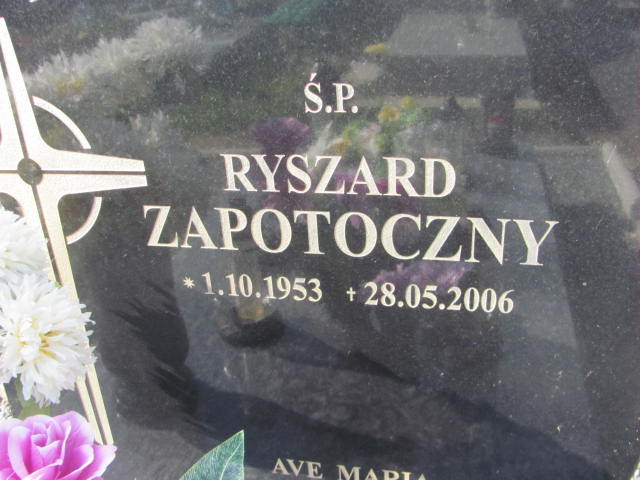 Ś.P.
RYSZARD
ZAPOTOCZNY
* 1.10.1953 ✝ 28.05.2006
AVE MARIA